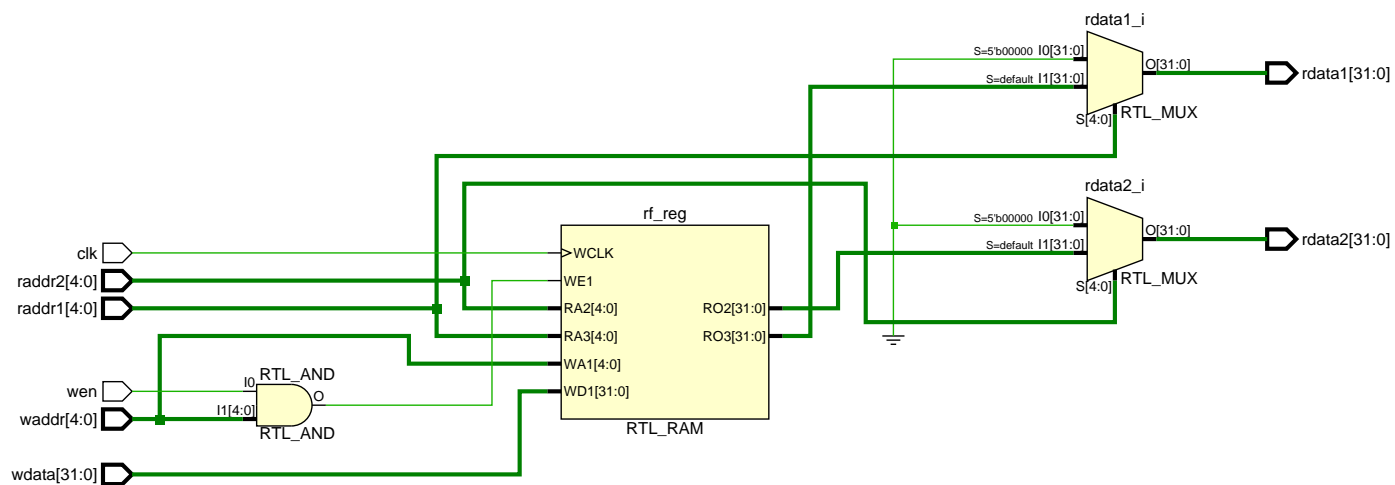 rdata1_i
S=5'b00000 I0[31:0]
S=default I1[31:0]
O[31:0]
rdata1[31:0]
S[4:0]
RTL_MUX
rdata2_i
S=5'b00000 I0[31:0]
S=default I1[31:0]
O[31:0]
rdata2[31:0]
S[4:0]
RTL_MUX
rf_reg
clk
raddr2[4:0]
raddr1[4:0]
wen
waddr[4:0]
wdata[31:0]
RTL_AND
I0
I1[4:0]
O
RTL_AND
WCLK
WE1
RA2[4:0]
RA3[4:0]
WA1[4:0]
WD1[31:0]
RO2[31:0]
RO3[31:0]
RTL_RAM